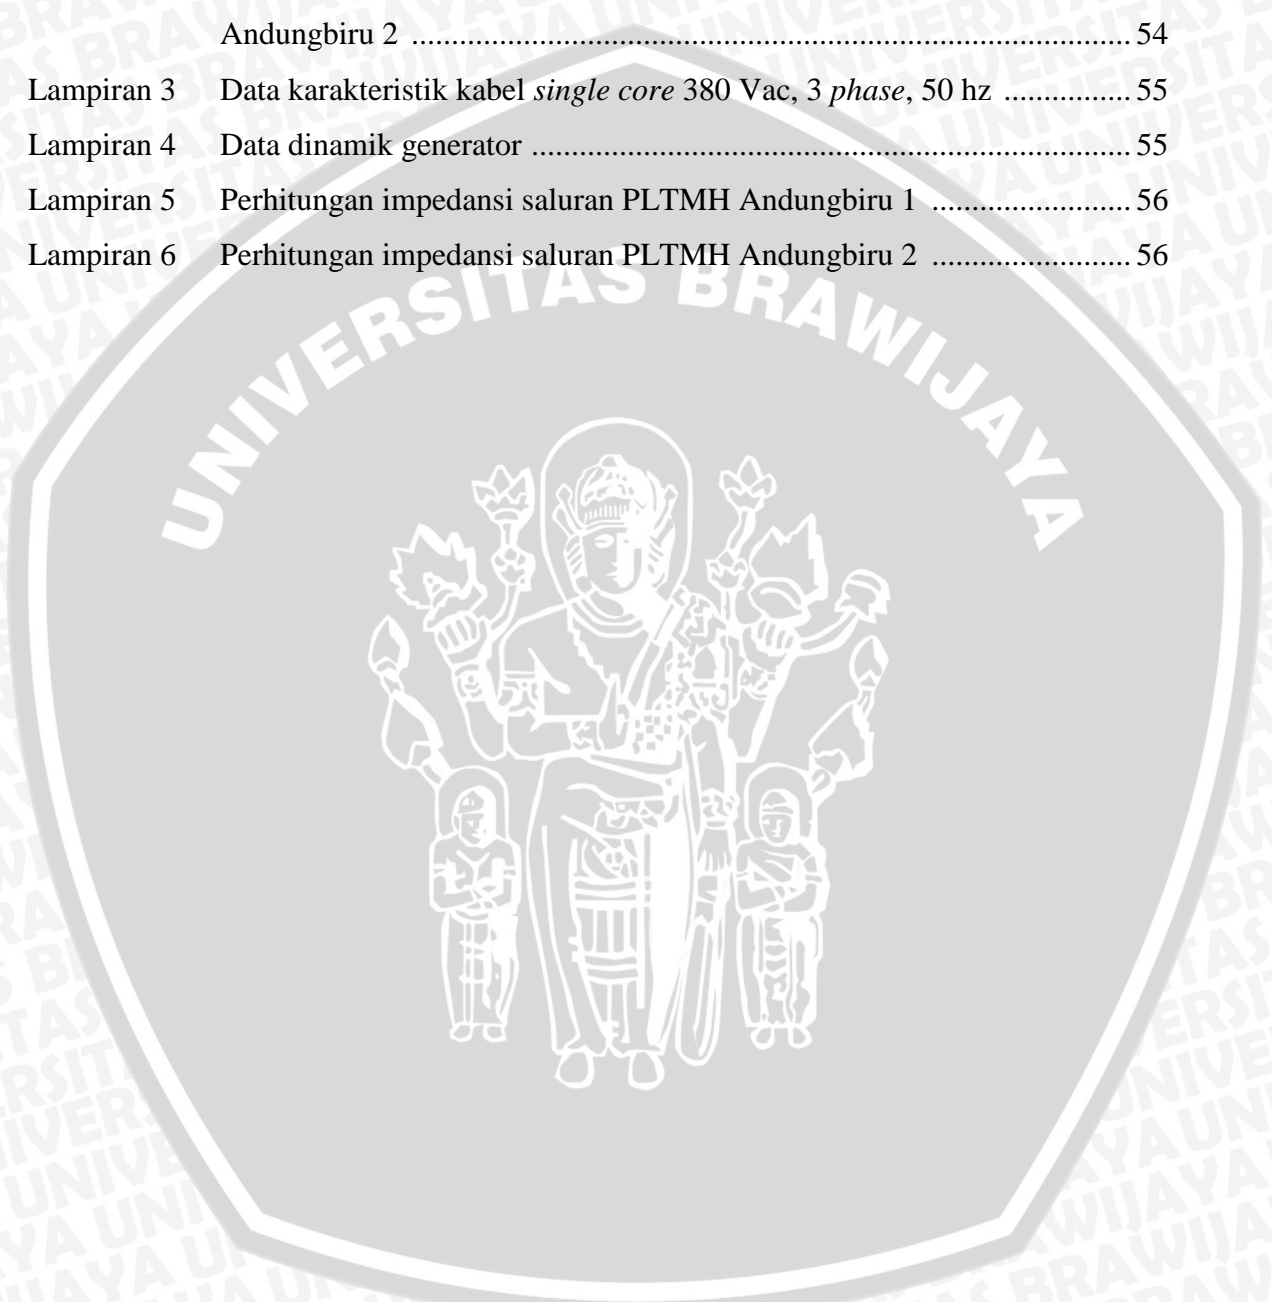 Andungbiru 2 .......................................................................................... 54
Lampiran 3 Data karakteristik kabel single core 380 Vac, 3 phase, 50 hz ................ 55
Lampiran 4 Data dinamik generator ........................................................................... 55
Lampiran 5 Perhitungan impedansi saluran PLTMH Andungbiru 1 ......................... 56
Lampiran 6 Perhitungan impedansi saluran PLTMH Andungbiru 2 ......................... 56
UNIVERSITAS BRAWIJAYA